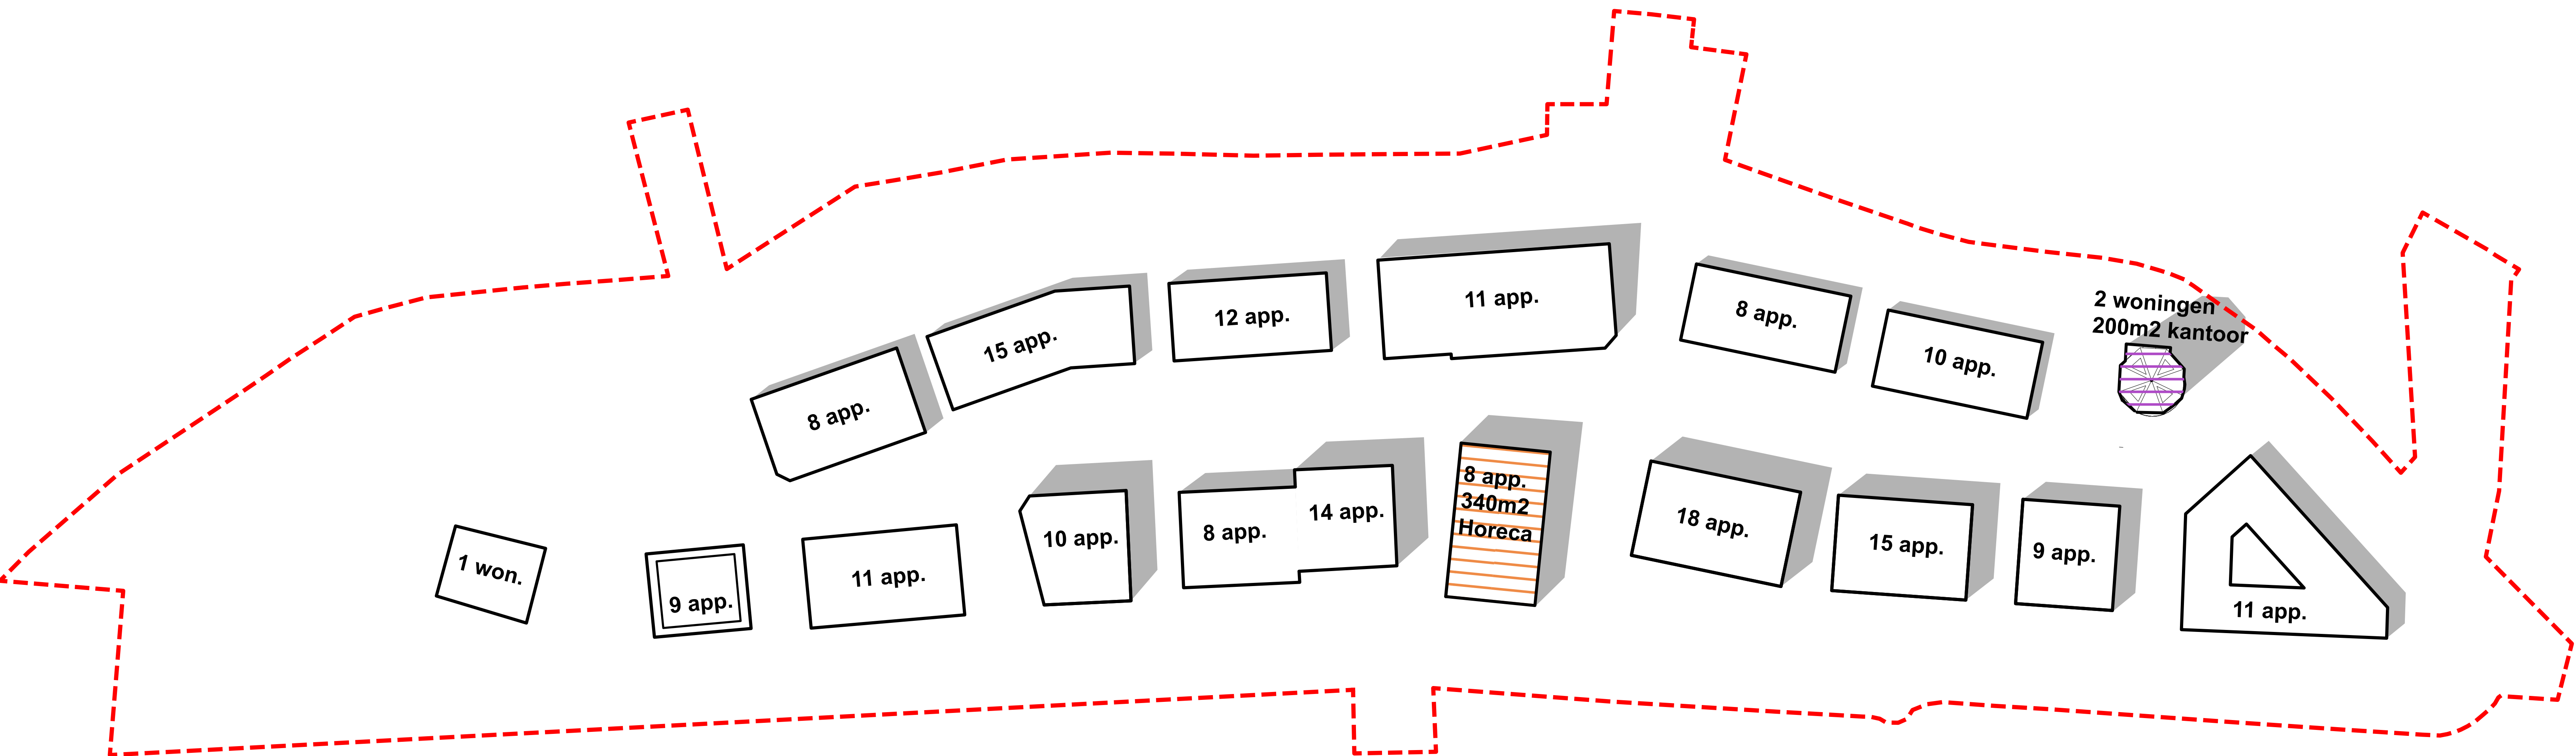 2 woningen
200m2 kantoor
11 app.
12 app.
15 app.
8 app.
10 app.
8 app.
8 app.
340m2
Horeca
14 app.
8 app.
18 app.
10 app.
15 app.
9 app.
1 won.
11 app.
9 app.
11 app.